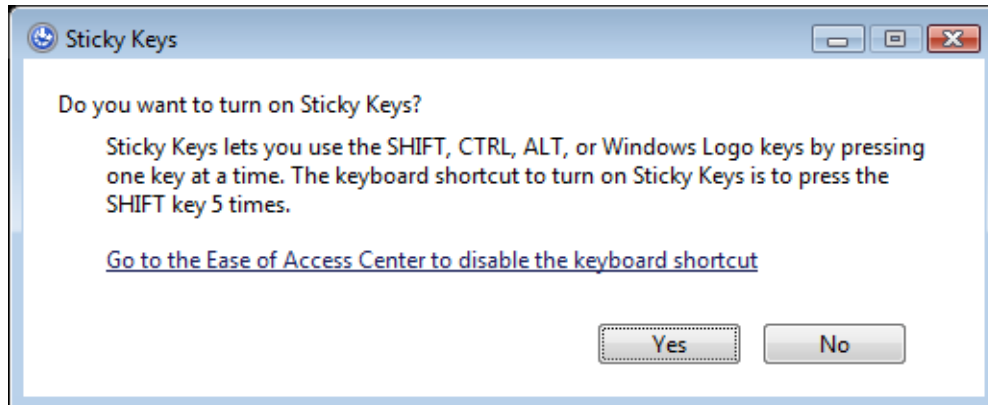 Sticky Keys
Do you want to turn on Sticky Keys?
Sticky Keys lets you use the SHIFT, CTRL, ALT, or Windows Logo keys by pressing
one key at a time. The keyboard shortcut to turn on Sticky Keys is to press the
SHIFT key 5 times.
Go to the Ease of Access Center to disable the keyboard shortcut
Yes No